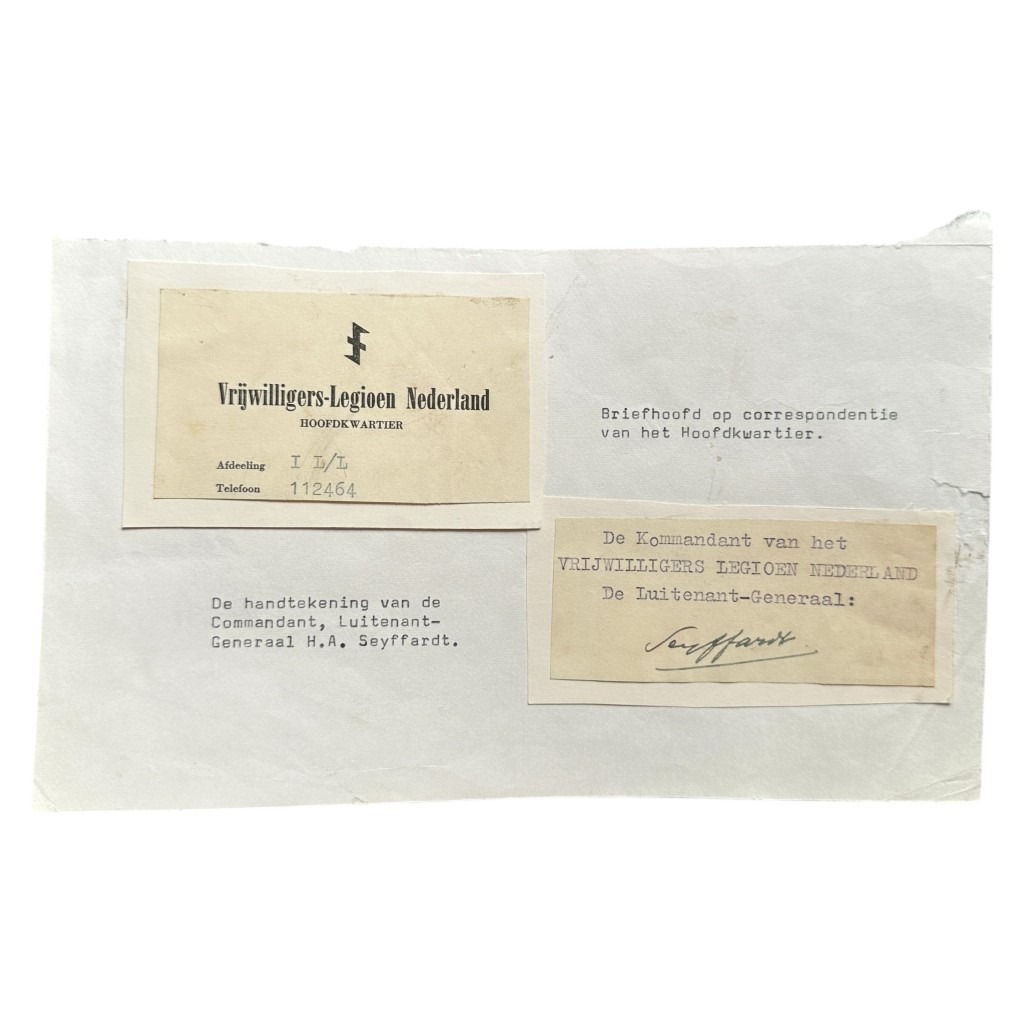 Vrijwilligers-Legioen Nederland
HOOFDKWARTIER
Afdeeling I L/L
Telefoon 112464
Briefhoofd op correspondentie
van het Hoofdkwartier.
De handtekening van de
Commandant, Luitenant-
Generaal H.A. Seyffardt.
De Kommandant van het
VRIJWILLIGERS LEGIOEN NEDERLAND
De Luitenant-Generaal:
Seyffardt.